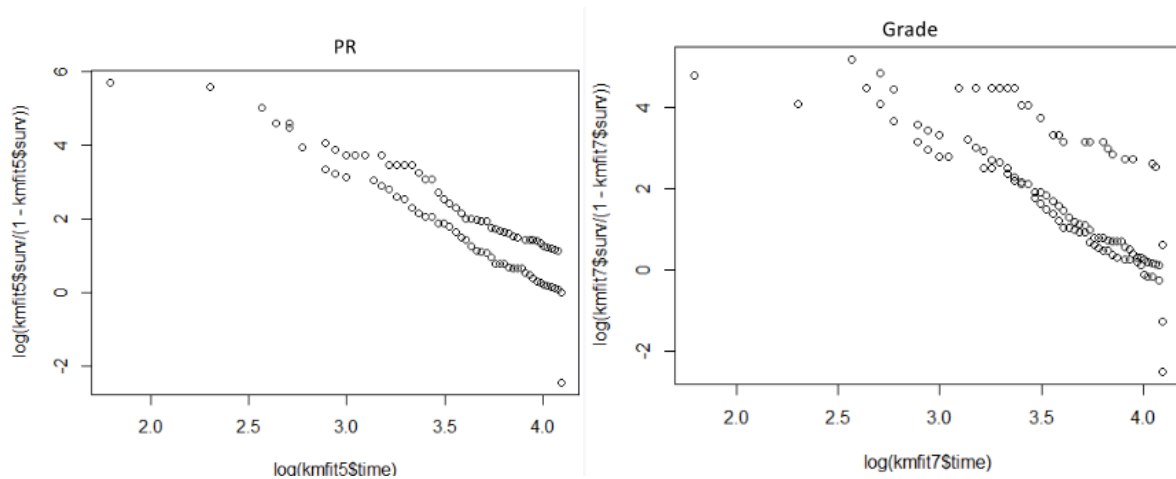 PR
log(kmfit5$surv/(1 - kmfit5$surv))
6
4
2
0
-2
2.0 2.5 3.0 3.5 4.0
log(kmfit5$time)
Grade
log(kmfit7$surv/(1 - kmfit7$surv))
4
2
0
-2
2.0 2.5 3.0 3.5 4.0
log(kmfit7$time)